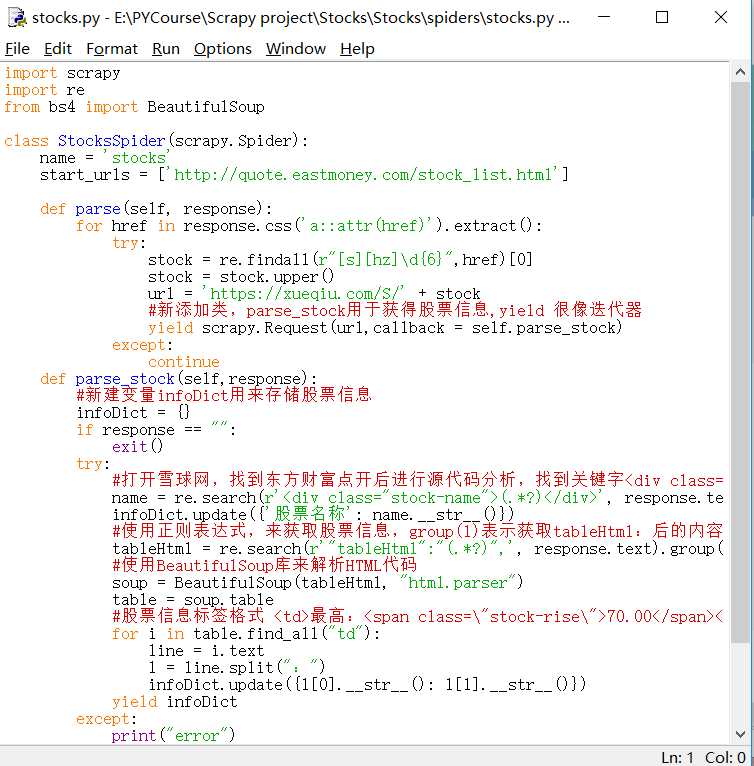 stocks.py - E:\PYCourse\Scrapy project\Stocks\Stocks\spiders\stocks.py ...
File Edit Format Run Options Window Help
import scrapy
import re
from bs4 import BeautifulSoup
class StocksSpider(scrapy.Spider):
    name = 'stocks'
    start_urls = ['http://quote.eastmoney.com/stock_list.html']
    def parse(self, response):
        for href in response.css('a::attr(href)').extract():
            try:
                stock = re.findall(r"[s][hz]\d{6}",href)[0]
                stock = stock.upper()
                url = 'https://xueqiu.com/S/' + stock
                #新添加类，parse_stock用于获得股票信息,yield 很像迭代器
                yield scrapy.Request(url,callback = self.parse_stock)
            except:
                continue
    def parse_stock(self,response):
        #新建变量infoDict用来存储股票信息
        infoDict = {}
        if response == "":
            exit()
        try:
            #打开雪球网，找到东方财富点开后进行源代码分析，找到关键字<div class=
            name = re.search(r'<div class="stock-name">(.*?)</div>', response.te
            infoDict.update({'股票名称': name.__str__()})
            #使用正则表达式，来获取股票信息，group(1)表示获取tableHtml：后的内容
            tableHtml = re.search(r'"tableHtml":"(.*?)",', response.text).group(
            #使用BeautifulSoup库来解析HTML代码
            soup = BeautifulSoup(tableHtml, "html.parser")
            table = soup.table
            #股票信息标签格式 <td>最高：<span class=\"stock-rise\">70.00</span><
            for i in table.find_all("td"):
                line = i.text
                l = line.split("：")
                infoDict.update({l[0].__str__(): l[1].__str__()})
            yield infoDict
        except:
            print("error")
Ln: 1 Col: 0